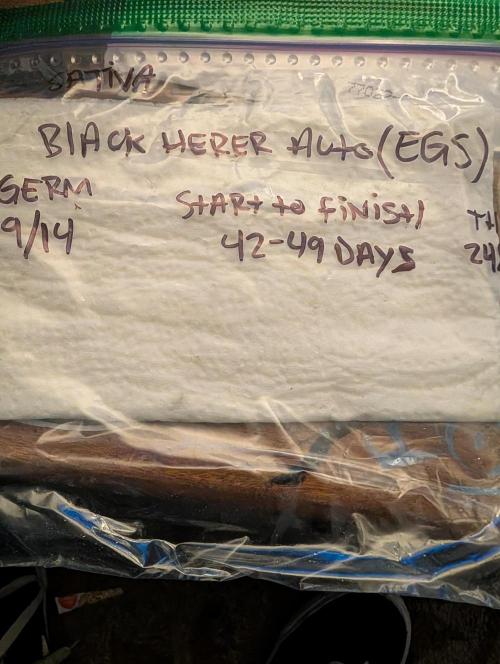 SATIVA
BlACK HERER Auto (EGS)
GERM START to FiNiSH
9/14 42-49 DAYS